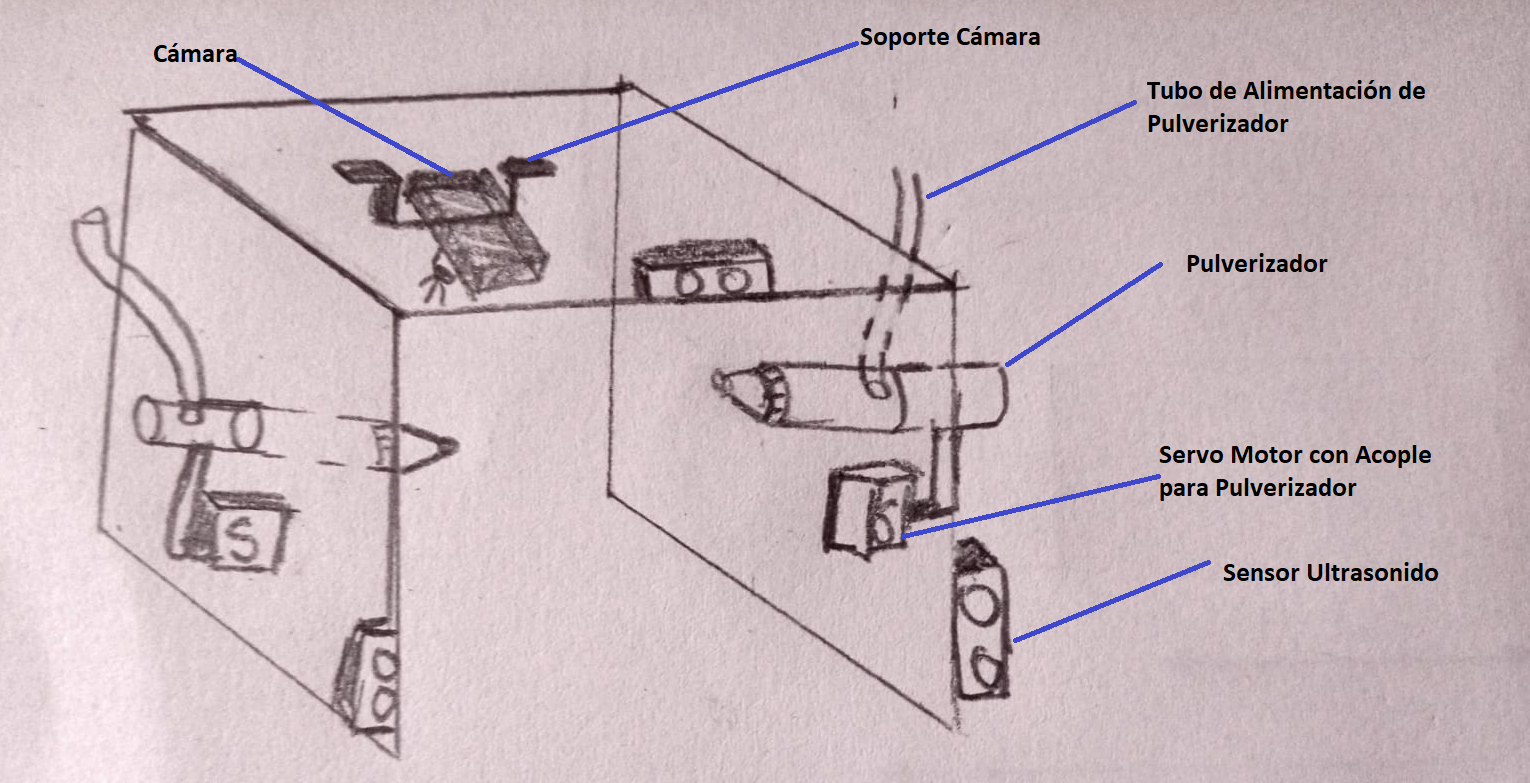 Cámara
Soporte Cámara
Tubo de Alimentación de
Pulverizador
Pulverizador
Servo Motor con Acople
para Pulverizador
Sensor Ultrasonido
S
S